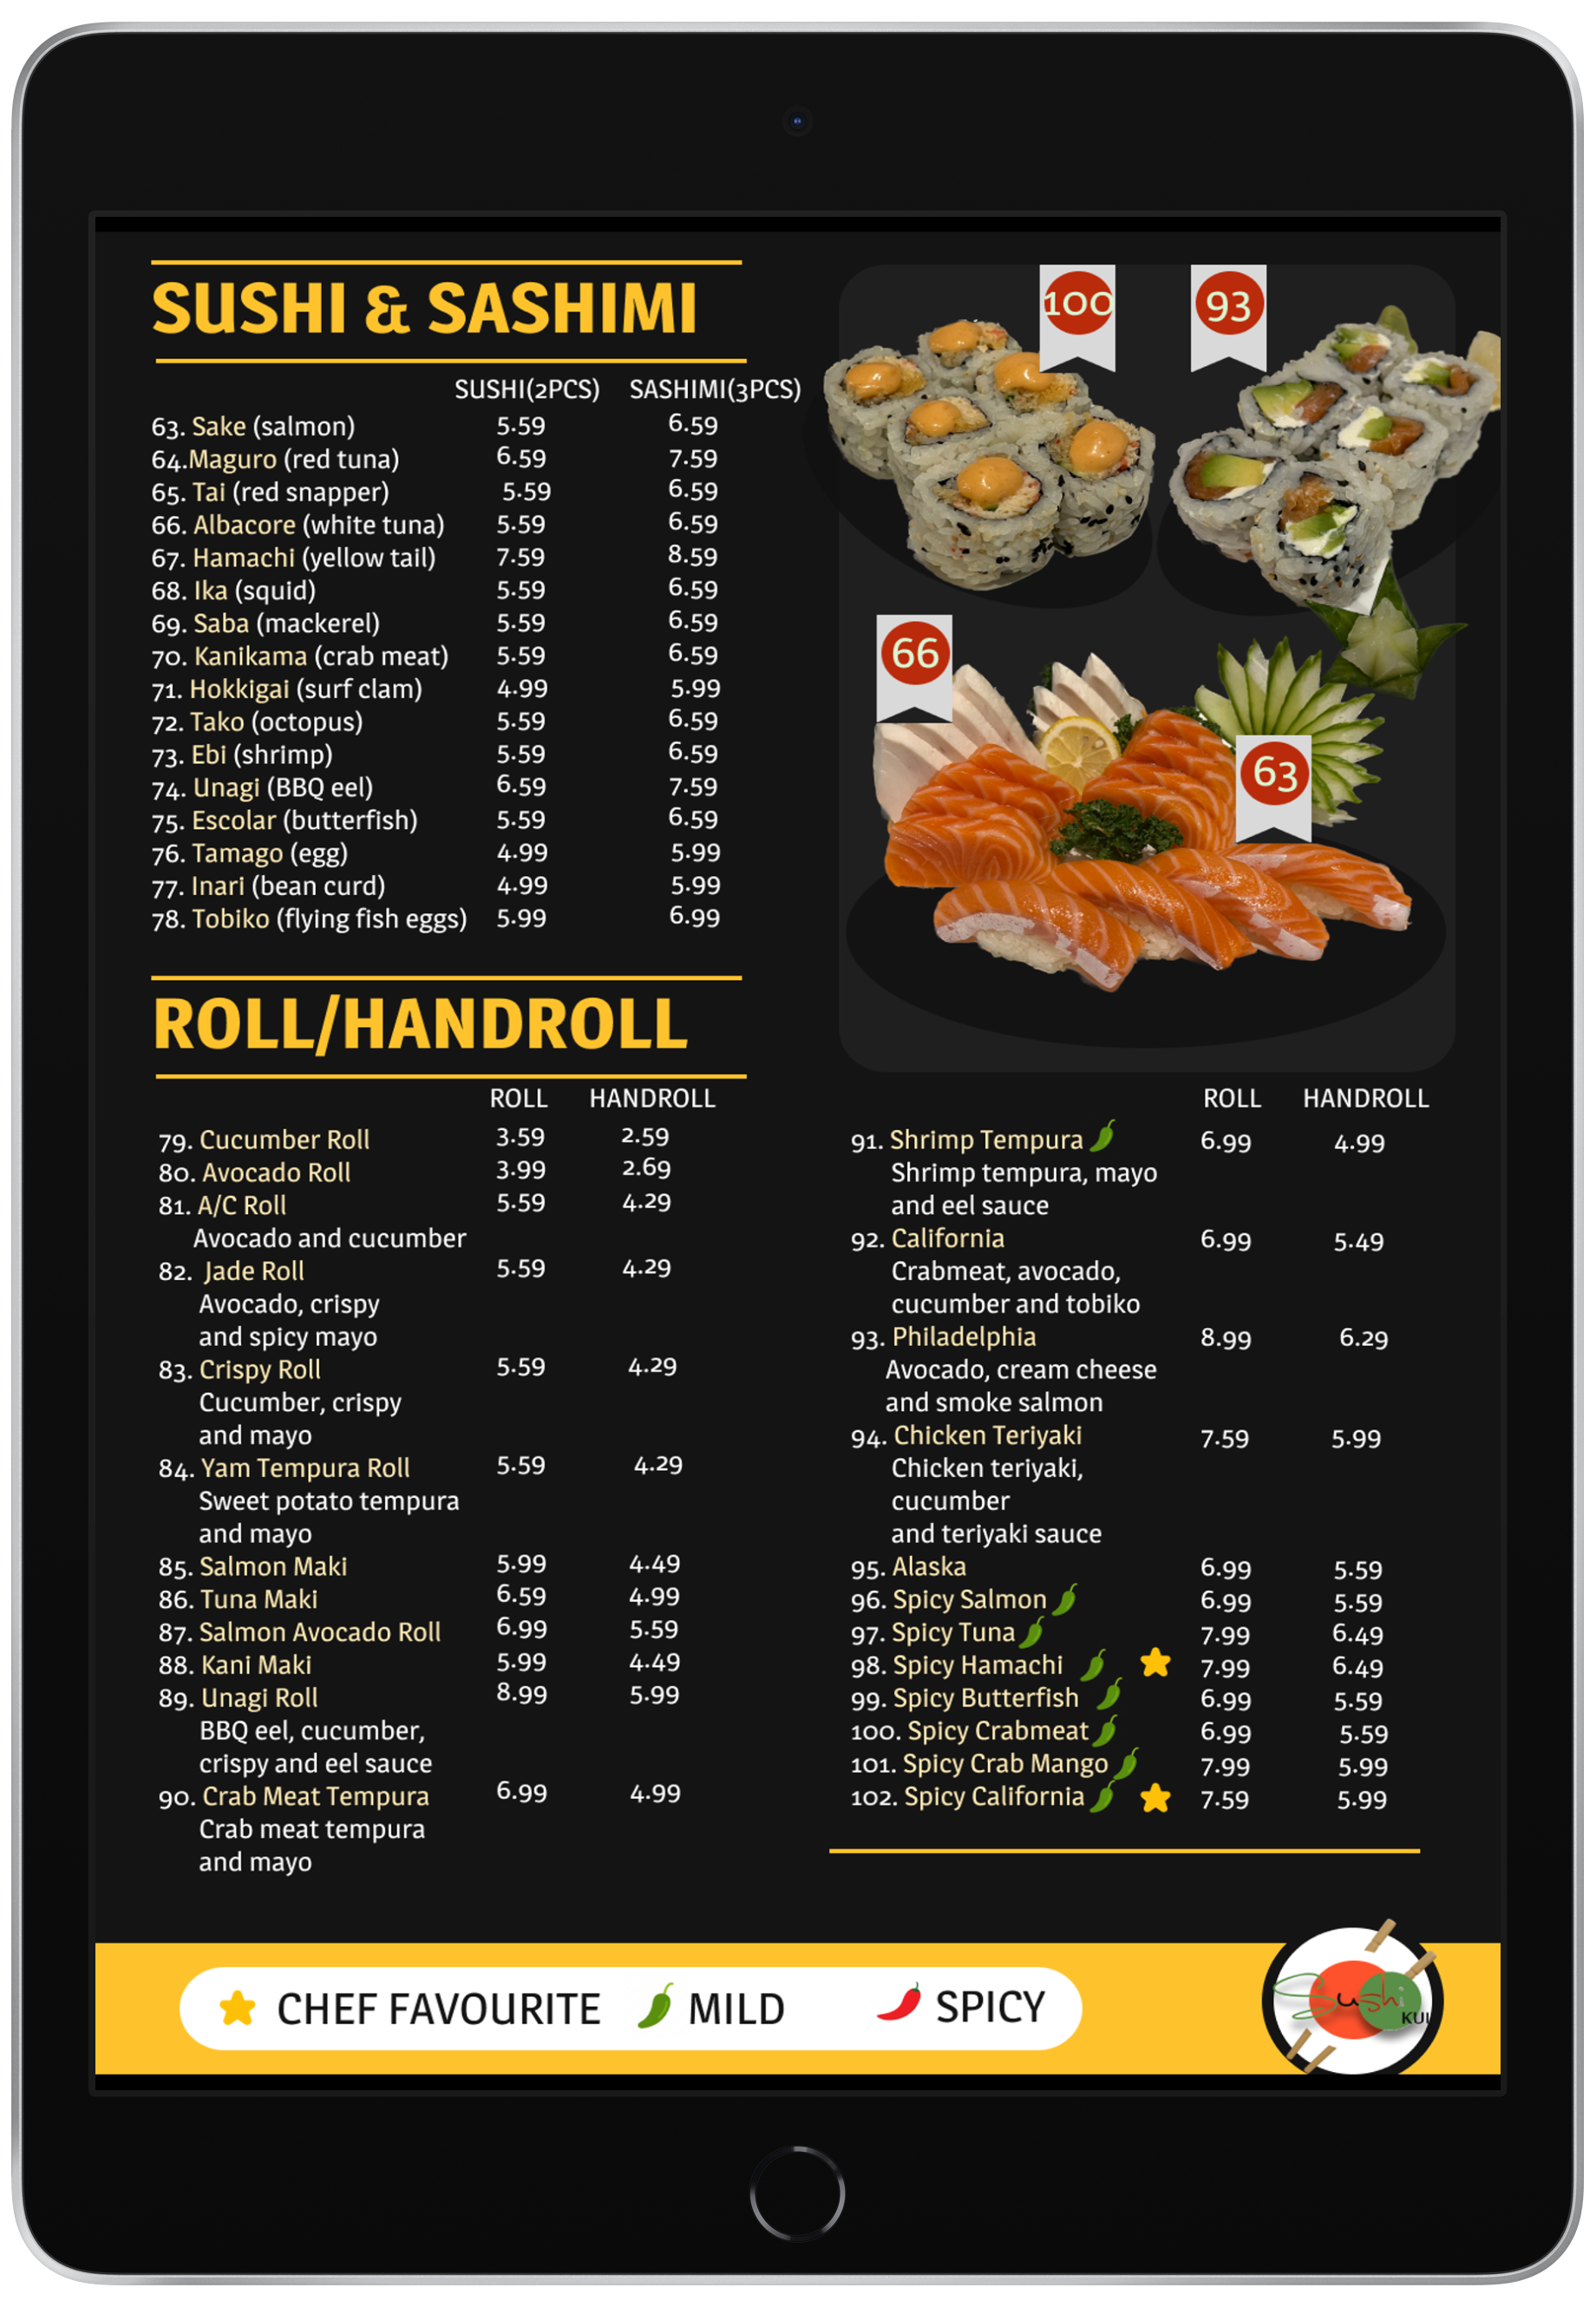 SUSHI & SASHIMI
SUSHI(2PCS) SASHIMI(3PCS)
63. Sake (salmon) 5.59 6.59
64.Maguro (red tuna) 6.59 7.59
65. Tai (red snapper) 5.59 6.59
66. Albacore (white tuna) 5.59 6.59
67. Hamachi (yellow tail) 7.59 8.59
68. Ika (squid) 5.59 6.59
69. Saba (mackerel) 5.59 6.59
70. Kanikama (crab meat) 5.59 6.59
71. Hokkigai (surf clam) 4.99 5.99
72. Tako (octopus) 5.59 6.59
73. Ebi (shrimp) 5.59 6.59
74. Unagi (BBQ eel) 6.59 7.59
75. Escolar (butterfish) 5.59 6.59
76. Tamago (egg) 4.99 5.99
77. Inari (bean curd) 4.99 5.99
78. Tobiko (flying fish eggs) 5.99 6.99
100
93
66
63
ROLL/HANDROLL
ROLL HANDROLL
79. Cucumber Roll 3.59 2.59
80. Avocado Roll 3.99 2.69
81. A/C Roll 5.59 4.29
Avocado and cucumber
82. Jade Roll 5.59 4.29
Avocado, crispy
and spicy mayo
83. Crispy Roll 5.59 4.29
Cucumber, crispy
and mayo
84. Yam Tempura Roll 5.59 4.29
Sweet potato tempura
and mayo
85. Salmon Maki 5.99 4.49
86. Tuna Maki 6.59 4.99
87. Salmon Avocado Roll 6.99 5.59
88. Kani Maki 5.99 4.49
89. Unagi Roll 8.99 5.99
BBQ eel, cucumber,
crispy and eel sauce
90. Crab Meat Tempura 6.99 4.99
Crab meat tempura
and mayo
ROLL HANDROLL
91. Shrimp Tempura 6.99 4.99
Shrimp tempura, mayo
and eel sauce
92. California 6.99 5.49
Crabmeat, avocado,
cucumber and tobiko
93. Philadelphia 8.99 6.29
Avocado, cream cheese
and smoke salmon
94. Chicken Teriyaki 7.59 5.99
Chicken teriyaki,
cucumber
and teriyaki sauce
95. Alaska 6.99 5.59
96. Spicy Salmon 6.99 5.59
97. Spicy Tuna 7.99 6.49
98. Spicy Hamachi 7.99 6.49
99. Spicy Butterfish 6.99 5.59
100. Spicy Crabmeat 6.99 5.59
101. Spicy Crab Mango 7.99 5.99
102. Spicy California 7.59 5.99
CHEF FAVOURITE MILD SPICY
Sushi
KUI